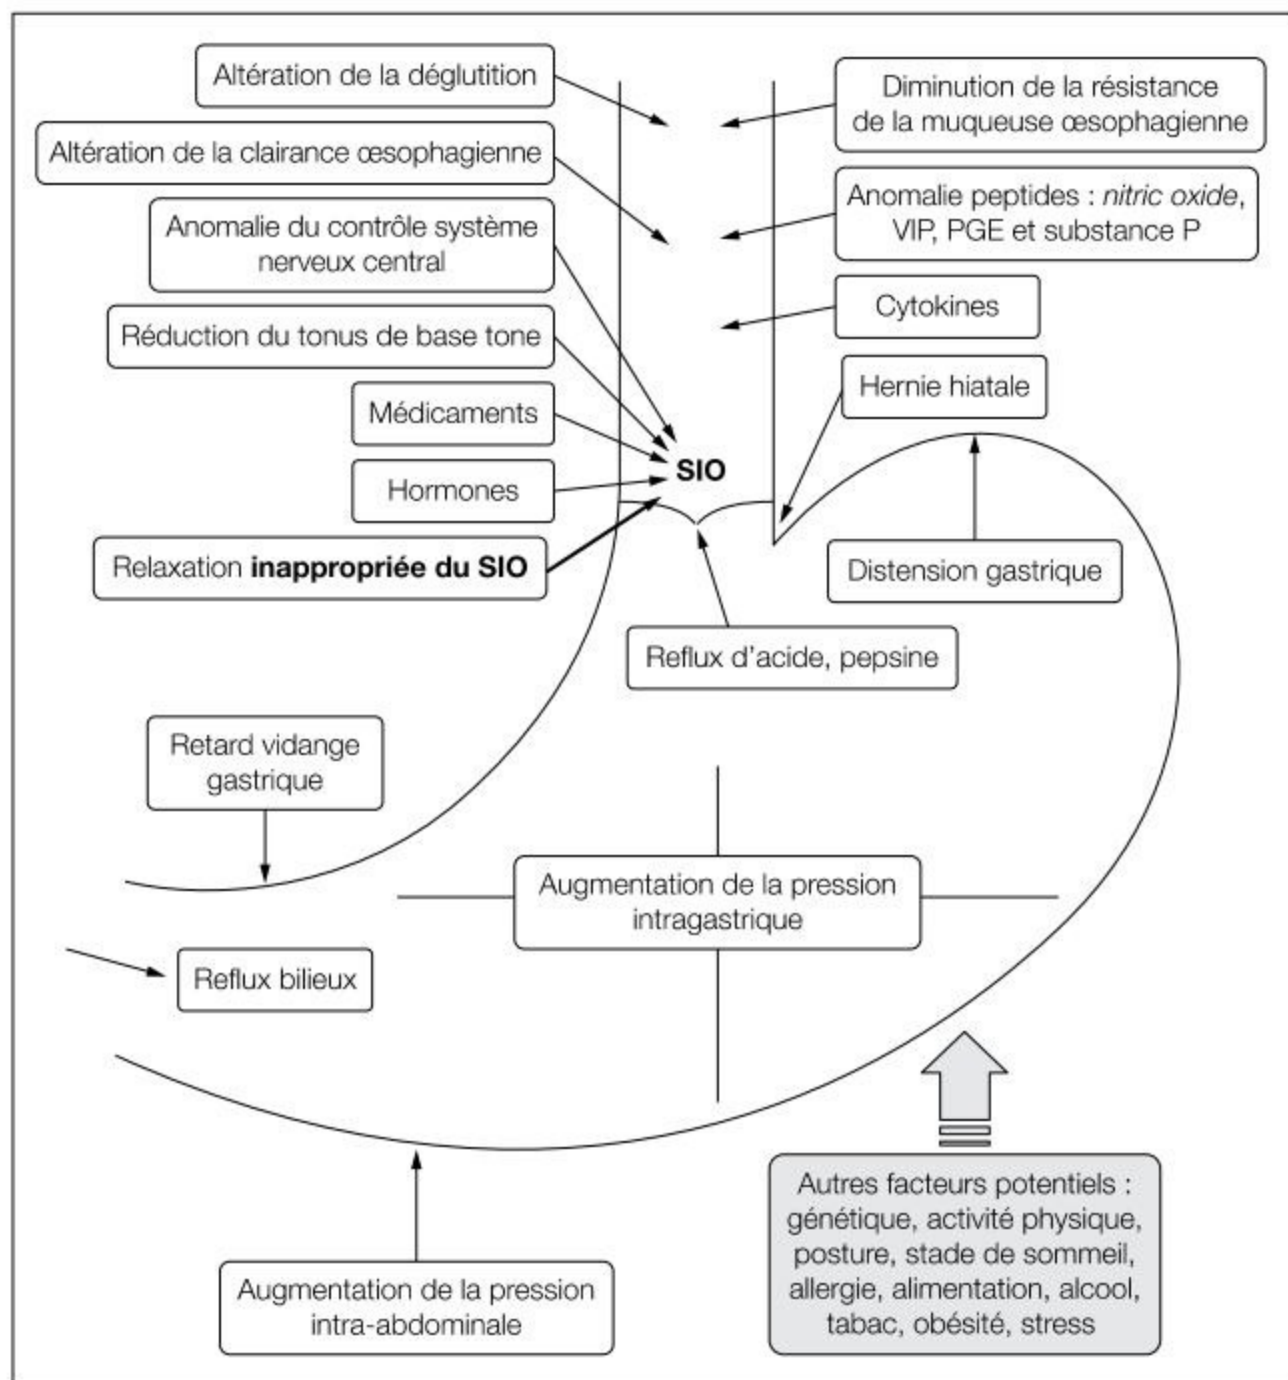 Altération de la déglutition
Altération de la clairance œsophagienne
Anomalie du contrôle système
nerveux central
Réduction du tonus de base tone
Médicaments
Hormones
Relaxation inappropriée du SIO
Diminution de la résistance
de la muqueuse œsophagienne
Anomalie peptides : nitric oxide,
VIP, PGE et substance P
Cytokines
Hernie hiatale
SIO
Distension gastrique
Reflux d’acide, pepsine
Retard vidange
gastrique
Augmentation de la pression
intragastrique
Reflux bilieux
Autres facteurs potentiels :
génétique, activité physique,
posture, stade de sommeil,
allergie, alimentation, alcool,
tabac, obésité, stress
Augmentation de la pression
intra-abdominale